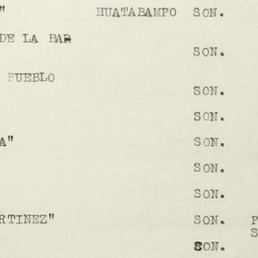 " HUATABAMPO SON.
DE LA BAR
SON.
PUEBLO
SON.
SON.
A" SON.
SON.
SON.
RTINEZ" SON. P
S
SON.